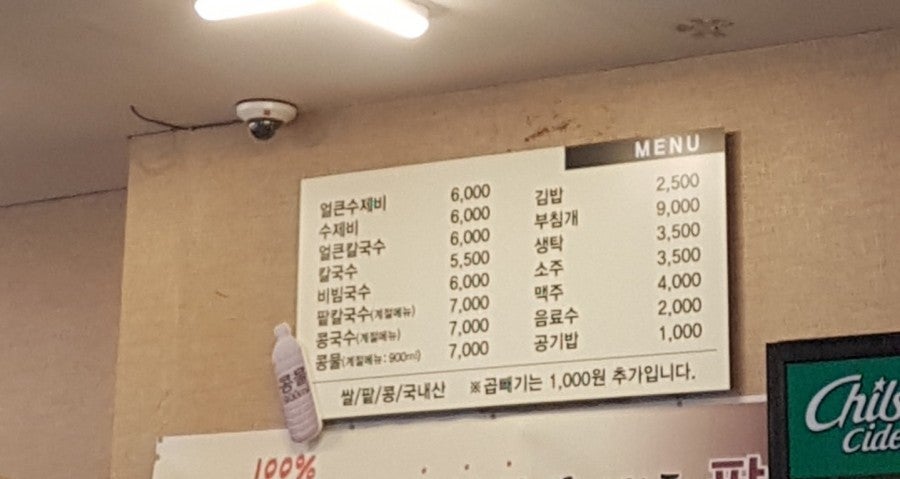 MENU
얼큰수제비 6,000
수제비 6,000
얼큰칼국수 6,000
칼국수 5,500
비빔국수 6,000
팥칼국수(계절메뉴) 7,000
콩국수(계절메뉴) 7,000
콩물(계절메뉴: 900ml) 7,000
김밥 2,500
부침개 9,000
생탁 3,500
소주 3,500
맥주 4,000
음료수 2,000
공기밥 1,000
쌀/팥/콩/국내산 ※곱빼기는 1,000원 추가입니다.
콩물
100%
팥
Cide